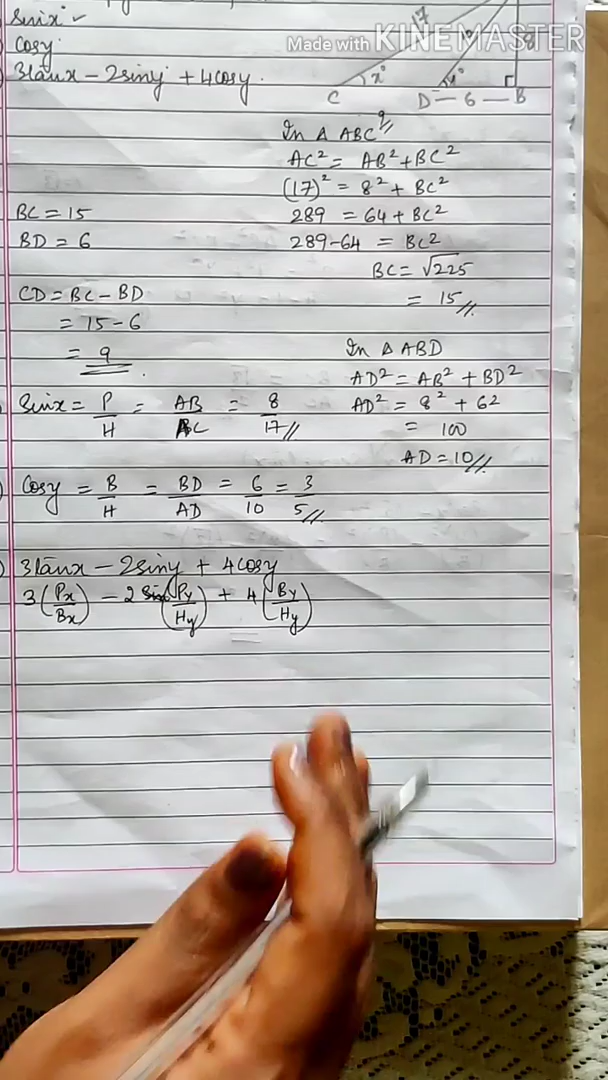 sinx°
cosy
3tanx – 2siny + 4cosy.
17
Made with KINEMASTER
8
x°
y°
C D – 6 – B
9
In △ ABC
AC² = AB² + BC²
(17)² = 8² + BC²
289 = 64 + BC²
289 – 64 = BC²
BC = √225
= 15
BC = 15
BD = 6
CD = BC – BD
= 15 – 6
= 9
In △ ABD
AD² = AB² + BD²
AD² = 8² + 62
= 100
AD = 10
Sinx = P/H = AB/AC = 8/17
Cosy = B/H = BD/AD = 6/10 = 3/5
3tanx – 2siny + 4cosy
3(Px/Bx) – 2 (Py/Hy) + 4 (By/Hy)